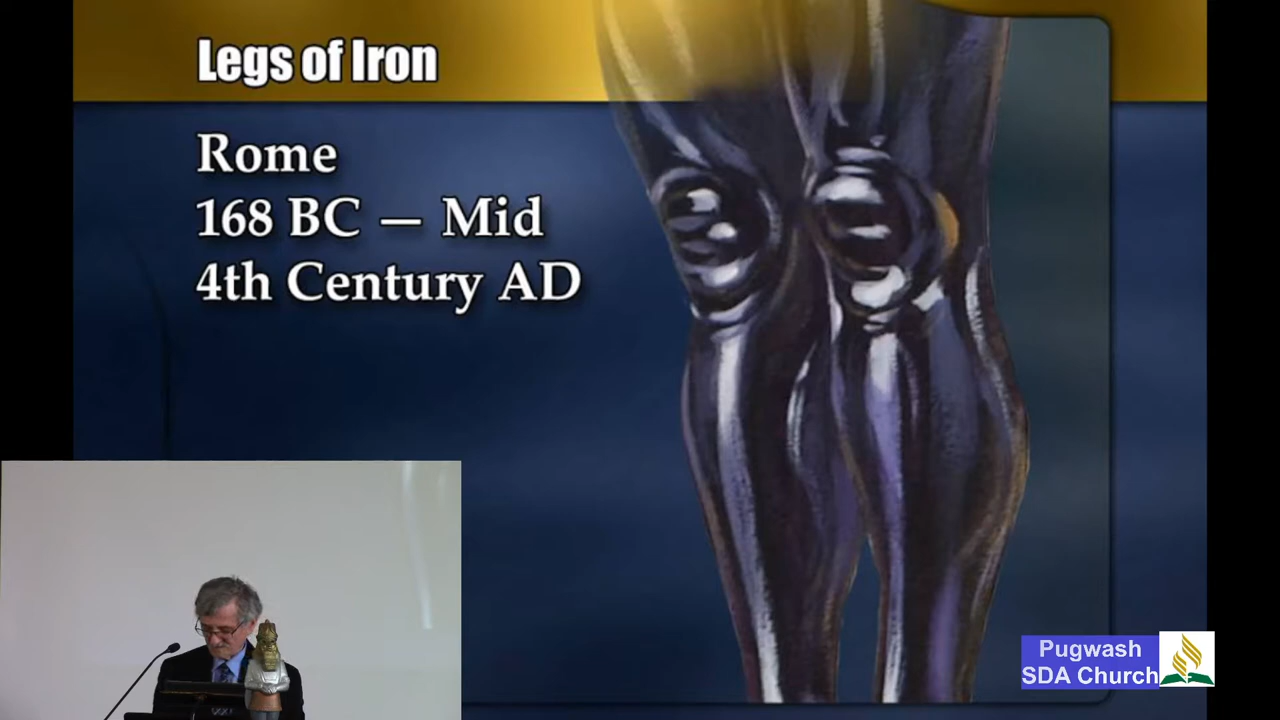 Legs of Iron
Rome
168 BC — Mid
4th Century AD
Pugwash
SDA Church